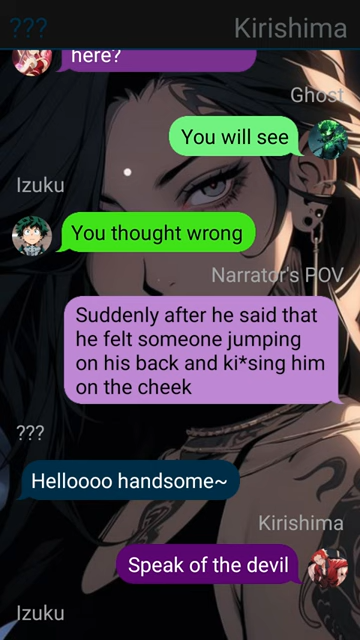 ???
Kirishima
here?
Ghost
You will see
Izuku
You thought wrong
Narrator's POV
Suddenly after he said that
he felt someone jumping
on his back and ki*sing him
on the cheek
???
Helloooo handsome~
Kirishima
Speak of the devil
Izuku